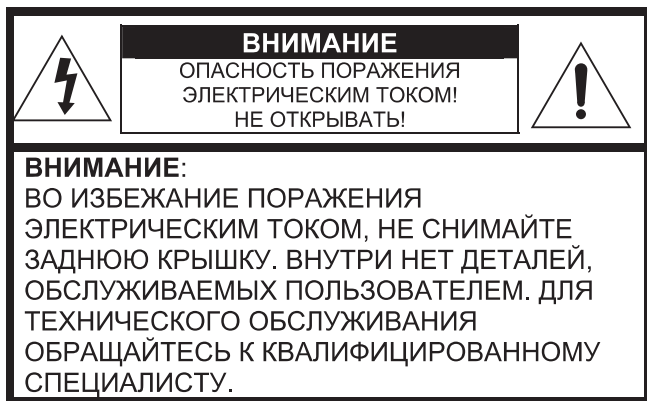 ВНИМАНИЕ
ОПАСНОСТЬ ПОРАЖЕНИЯ
ЭЛЕКТРИЧЕСКИМ ТОКОМ!
НЕ ОТКРЫВАТЬ!
ВНИМАНИЕ:
ВО ИЗБЕЖАНИЕ ПОРАЖЕНИЯ
ЭЛЕКТРИЧЕСКИМ ТОКОМ, НЕ СНИМАЙТЕ
ЗАДНЮЮ КРЫШКУ. ВНУТРИ НЕТ ДЕТАЛЕЙ,
ОБСЛУЖИВАЕМЫХ ПОЛЬЗОВАТЕЛЕМ. ДЛЯ
ТЕХНИЧЕСКОГО ОБСЛУЖИВАНИЯ
ОБРАЩАЙТЕСЬ К КВАЛИФИЦИРОВАННОМУ
СПЕЦИАЛИСТУ.